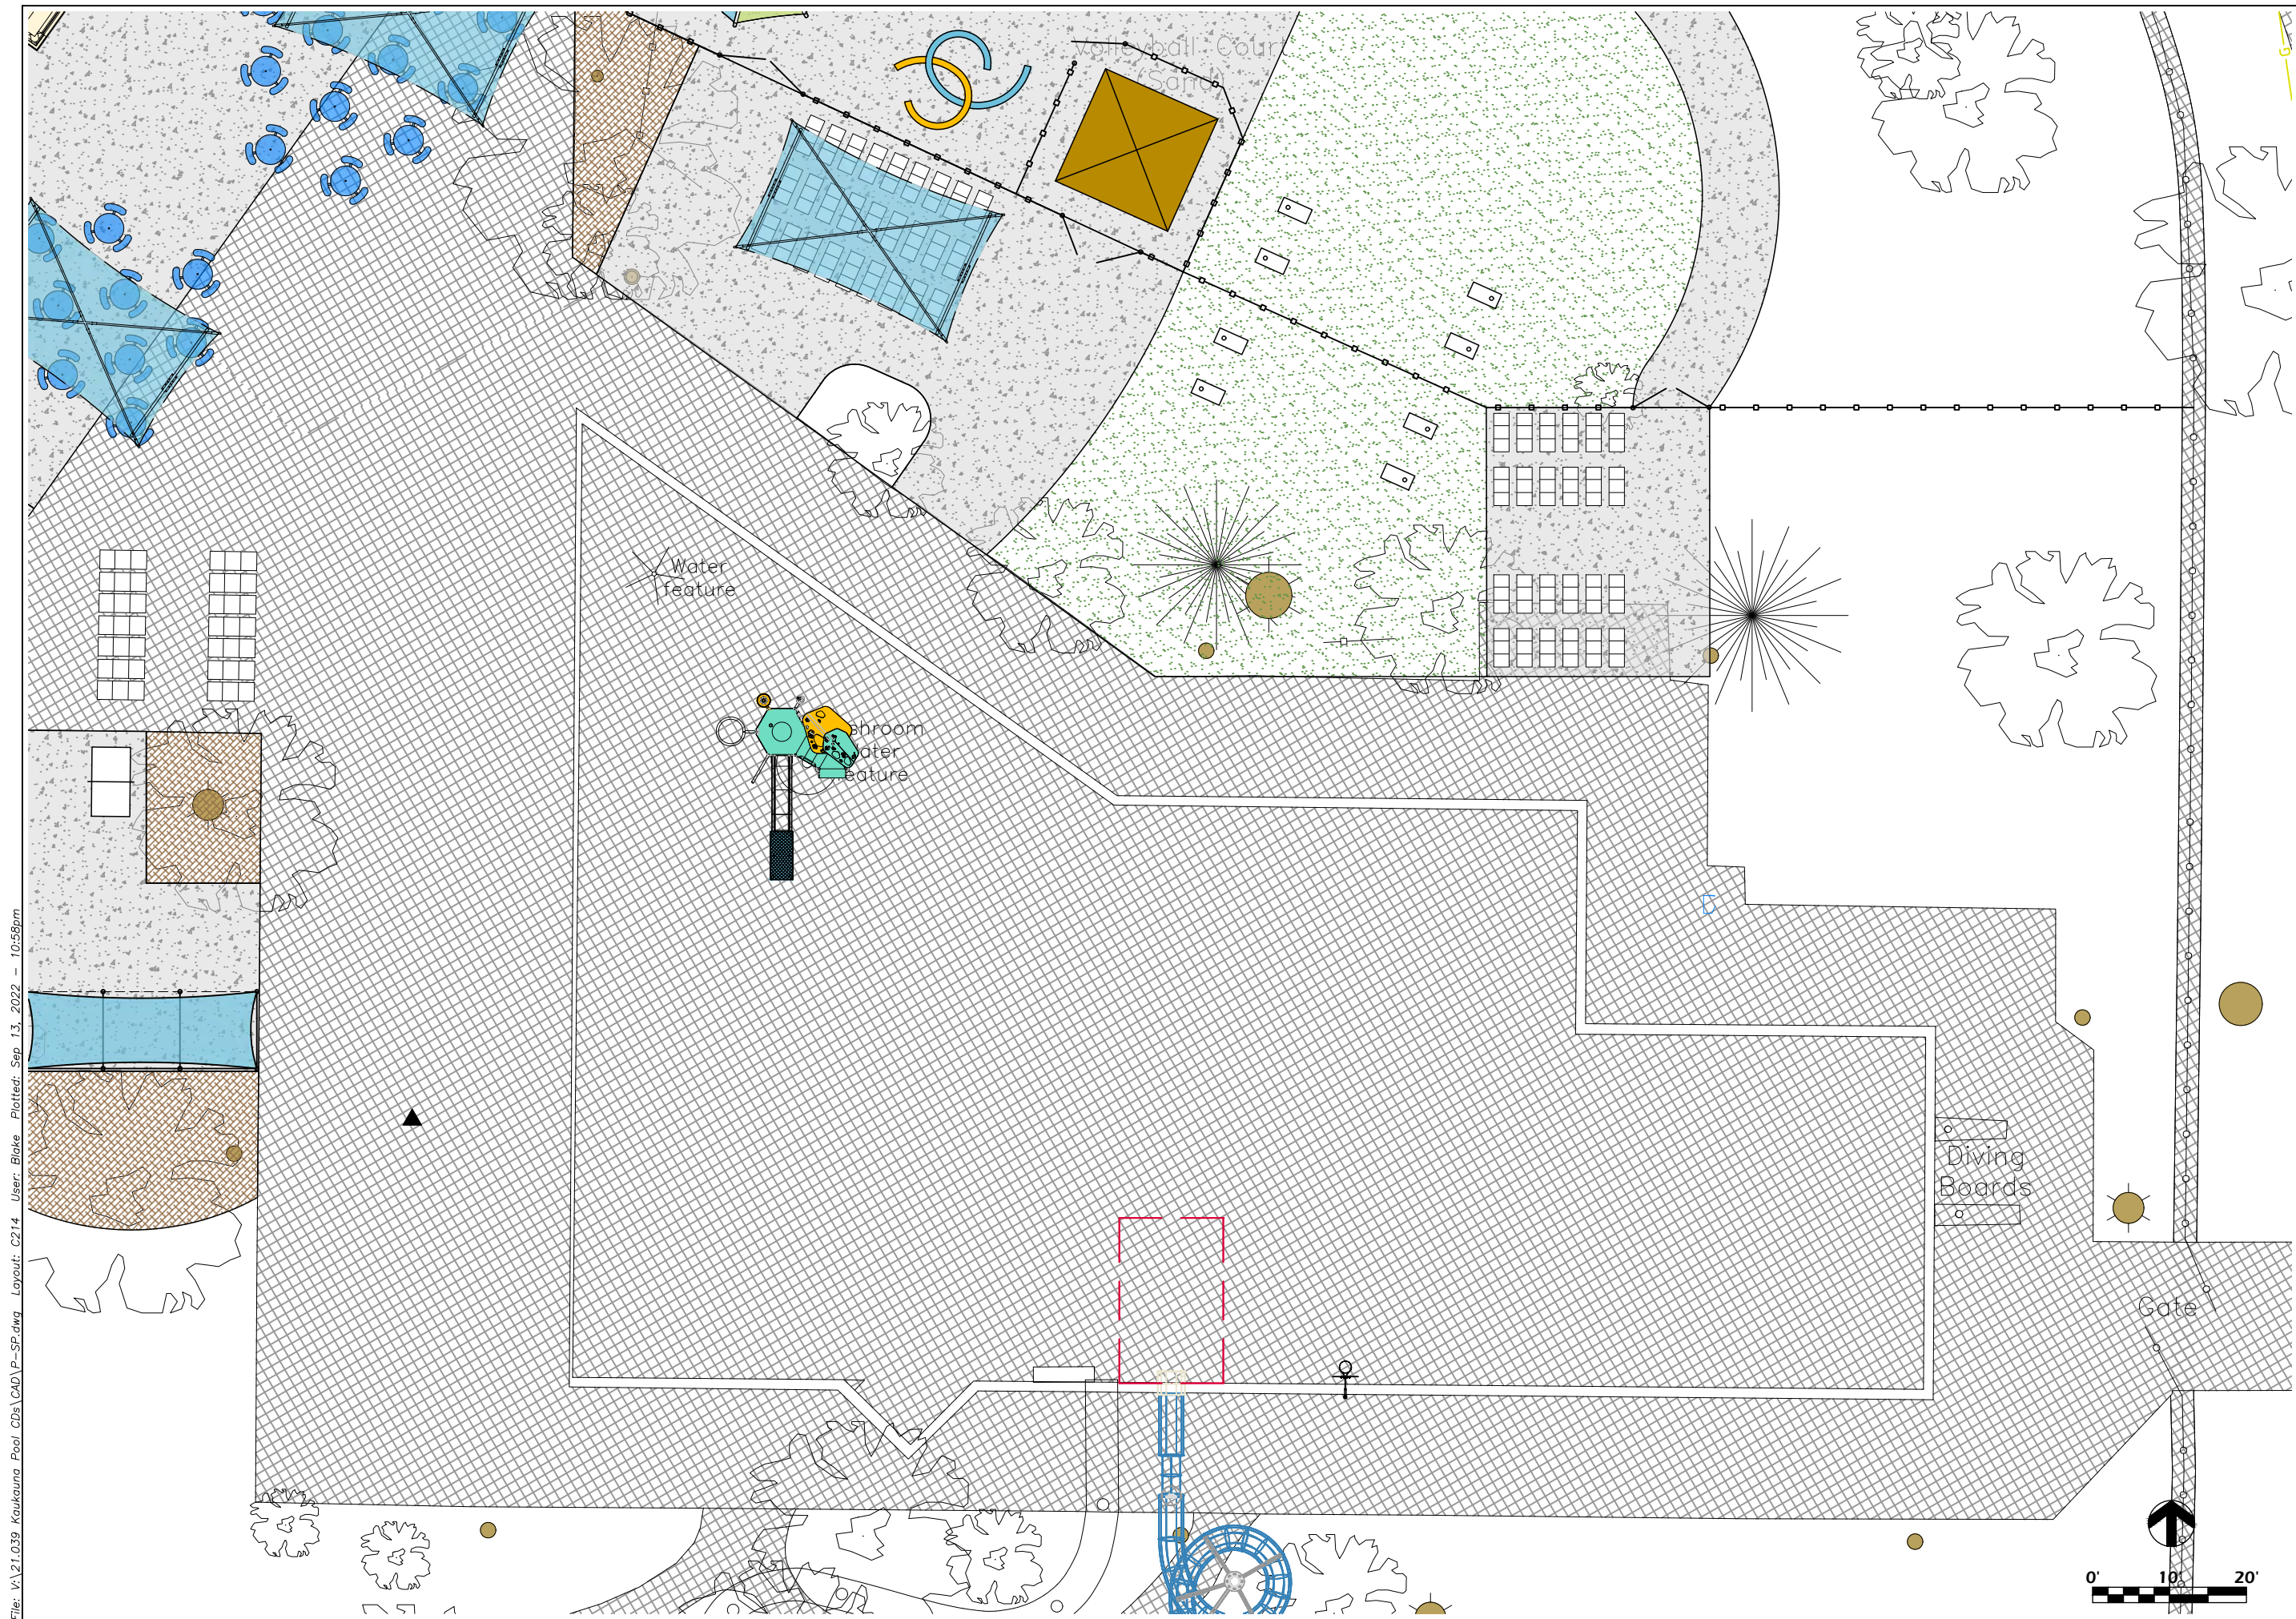 Volleyball Court
(Sand)
Water
feature
shroom
ater
eature
Diving
Boards
Gate
0' 10' 20'
G
File: V:\21.039 Kaukauna Pool CDs\CAD\P-SP.dwg Layout: C214 User: Blake Plotted: Sep 13, 2022 - 10:58pm